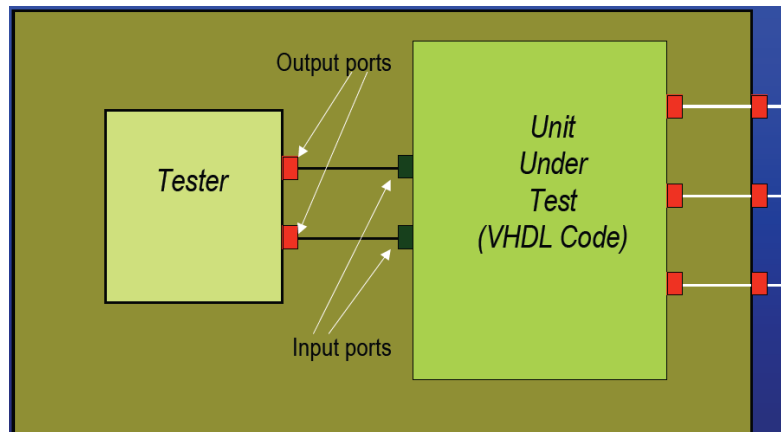 Output ports
Tester
Unit
Under
Test
(VHDL Code)
Input ports